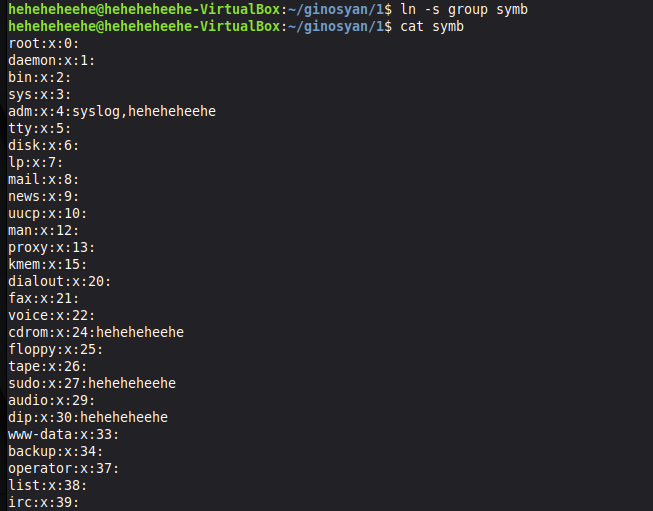 heheheheehe@heheheheehe-VirtualBox:~/ginosyan/1$ ln -s group symb
heheheheehe@heheheheehe-VirtualBox:~/ginosyan/1$ cat symb
root:x:0:
daemon:x:1:
bin:x:2:
sys:x:3:
adm:x:4:syslog,heheheheehe
tty:x:5:
disk:x:6:
lp:x:7:
mail:x:8:
news:x:9:
uucp:x:10:
man:x:12:
proxy:x:13:
kmem:x:15:
dialout:x:20:
fax:x:21:
voice:x:22:
cdrom:x:24:heheheheehe
floppy:x:25:
tape:x:26:
sudo:x:27:heheheheehe
audio:x:29:
dip:x:30:heheheheehe
www-data:x:33:
backup:x:34:
operator:x:37:
list:x:38:
irc:x:39: